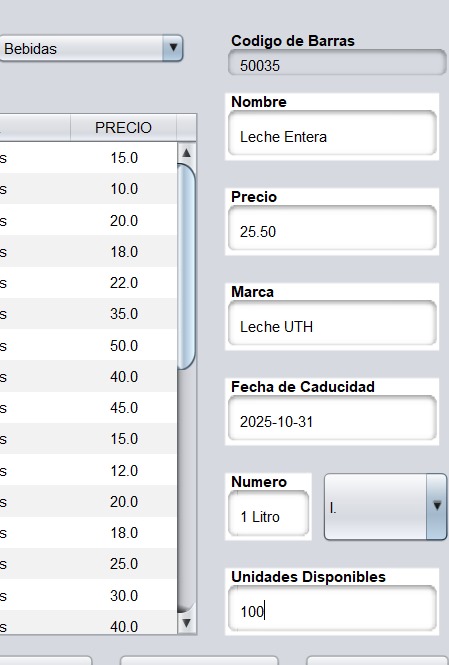 Bebidas
PRECIO
s 15.0
s 10.0
s 20.0
s 18.0
s 22.0
s 35.0
s 50.0
s 40.0
s 45.0
s 15.0
s 12.0
s 20.0
s 18.0
s 25.0
s 30.0
s 40.0
Codigo de Barras
50035
Nombre
Leche Entera
Precio
25.50
Marca
Leche UTH
Fecha de Caducidad
2025-10-31
Numero
1 Litro
l.
Unidades Disponibles
100